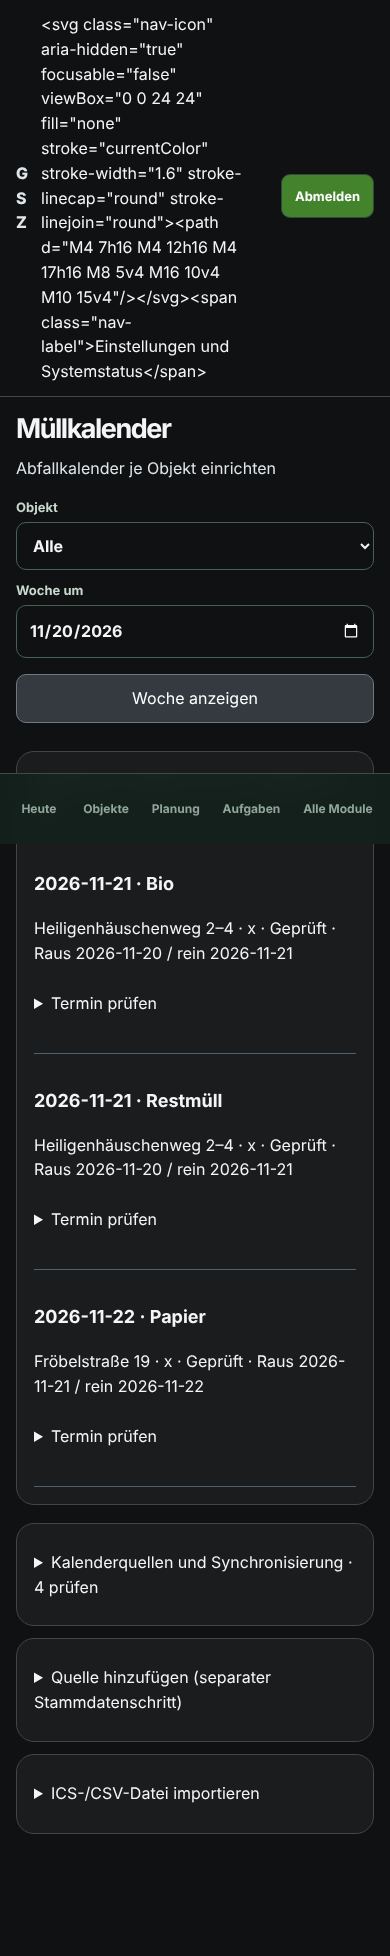 <svg class="nav-icon"
aria-hidden="true"
focusable="false"
viewBox="0 0 24 24"
fill="none"
stroke="currentColor"
stroke-width="1.6" stroke-
linecap="round" stroke-
linejoin="round"><path
d="M4 7h16 M4 12h16 M4
17h16 M8 5v4 M16 10v4
M10 15v4"/></svg><span
class="nav-
label">Einstellungen und
Systemstatus</span>
G
S
Z
Abmelden
Müllkalender
Abfallkalender je Objekt einrichten
Objekt
Alle
Woche um
11/20/2026
Woche anzeigen
Heute Objekte Planung Aufgaben Alle Module
2026-11-21 · Bio
Heiligenhäuschenweg 2–4 · x · Geprüft ·
Raus 2026-11-20 / rein 2026-11-21
▶ Termin prüfen
2026-11-21 · Restmüll
Heiligenhäuschenweg 2–4 · x · Geprüft ·
Raus 2026-11-20 / rein 2026-11-21
▶ Termin prüfen
2026-11-22 · Papier
Fröbelstraße 19 · x · Geprüft · Raus 2026-
11-21 / rein 2026-11-22
▶ Termin prüfen
▶ Kalenderquellen und Synchronisierung ·
4 prüfen
▶ Quelle hinzufügen (separater
Stammdatenschritt)
▶ ICS-/CSV-Datei importieren